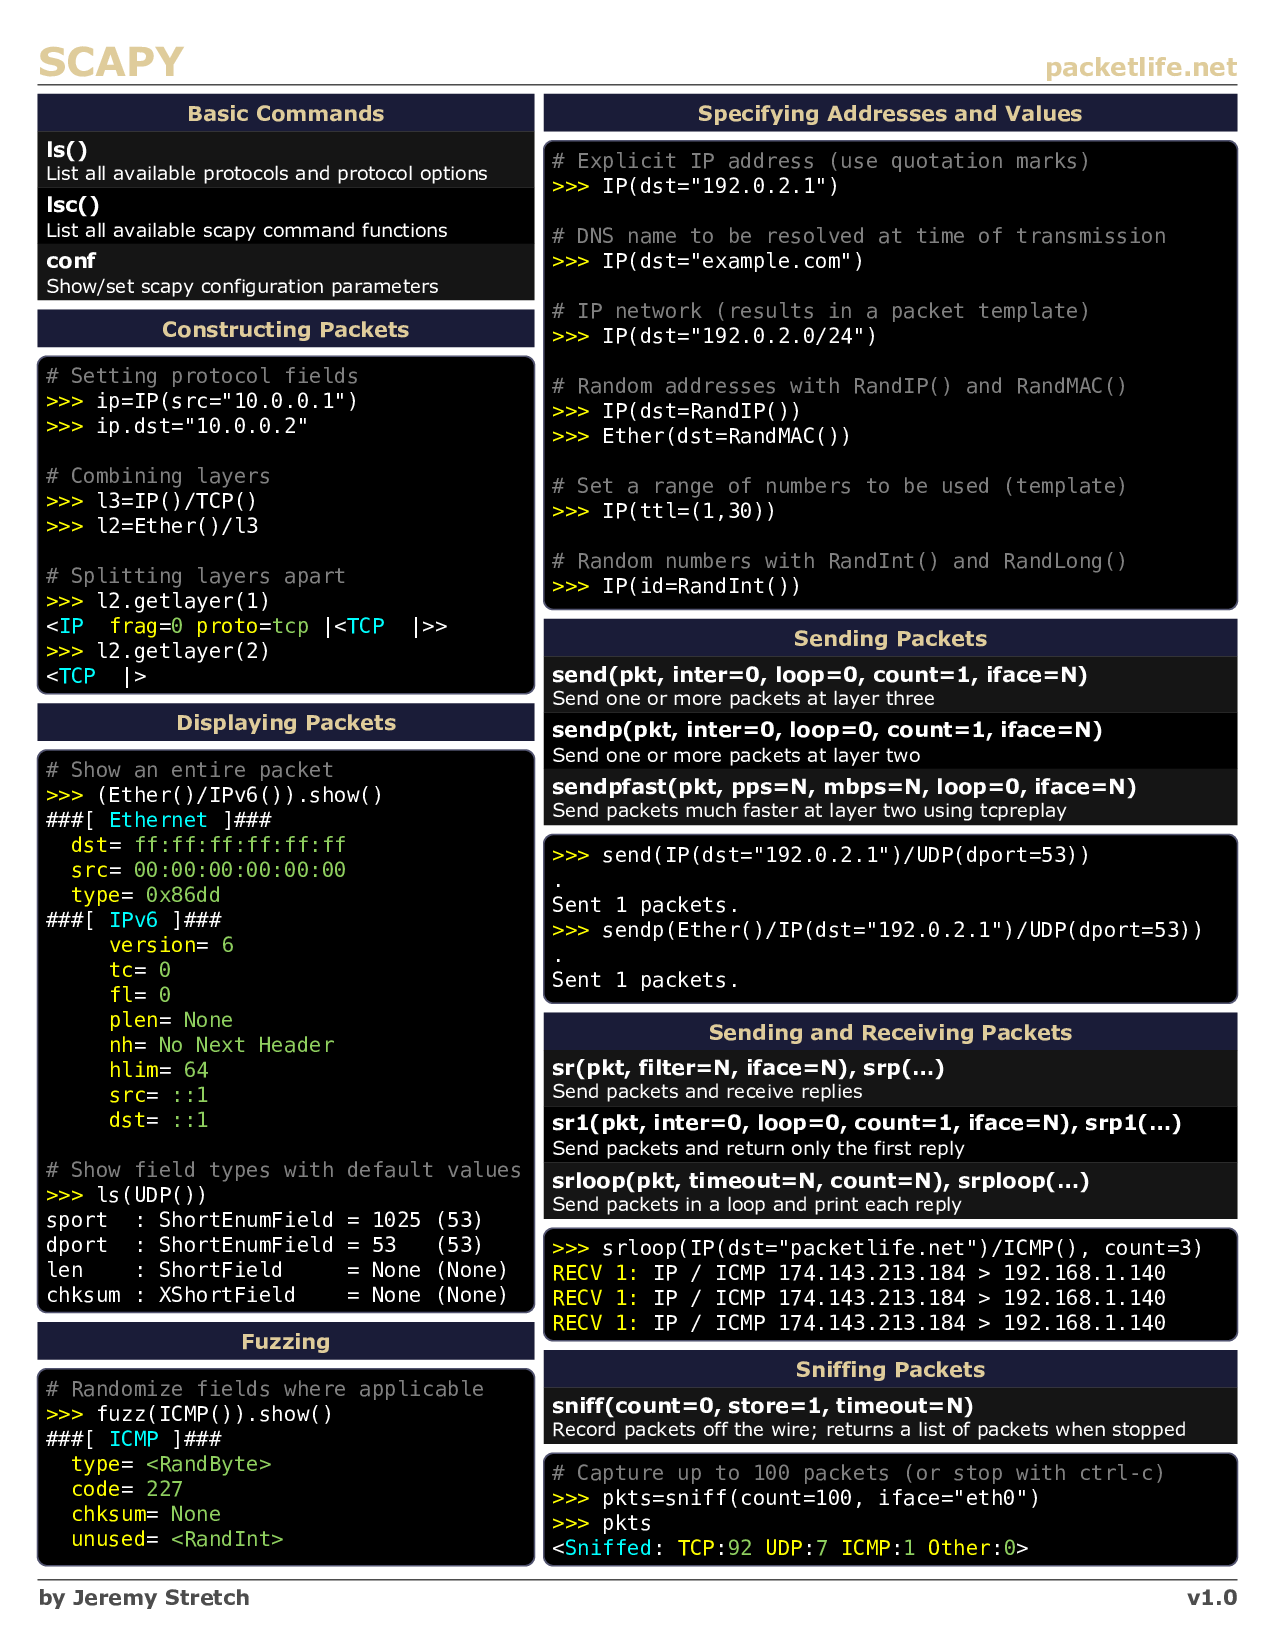 SCAPY
packetlife.net
Basic Commands
ls()
List all available protocols and protocol options
lsc()
List all available scapy command functions
conf
Show/set scapy configuration parameters
Constructing Packets
# Setting protocol fields
>>> ip=IP(src="10.0.0.1")
>>> ip.dst="10.0.0.2"
# Combining layers
>>> l3=IP()/TCP()
>>> l2=Ether()/l3
# Splitting layers apart
>>> l2.getlayer(1)
<IP  frag=0 proto=tcp |<TCP  |>>
>>> l2.getlayer(2)
<TCP  |>
Displaying Packets
# Show an entire packet
>>> (Ether()/IPv6()).show()
###[ Ethernet ]###
  dst= ff:ff:ff:ff:ff:ff
  src= 00:00:00:00:00:00
  type= 0x86dd
###[ IPv6 ]###
     version= 6
     tc= 0
     fl= 0
     plen= None
     nh= No Next Header
     hlim= 64
     src= ::1
     dst= ::1
# Show field types with default values
>>> ls(UDP())
sport  : ShortEnumField = 1025 (53)
dport  : ShortEnumField = 53   (53)
len    : ShortField     = None (None)
chksum : XShortField    = None (None)
Fuzzing
# Randomize fields where applicable
>>> fuzz(ICMP()).show()
###[ ICMP ]###
  type= <RandByte>
  code= 227
  chksum= None
  unused= <RandInt>
Specifying Addresses and Values
# Explicit IP address (use quotation marks)
>>> IP(dst="192.0.2.1")
# DNS name to be resolved at time of transmission
>>> IP(dst="example.com")
# IP network (results in a packet template)
>>> IP(dst="192.0.2.0/24")
# Random addresses with RandIP() and RandMAC()
>>> IP(dst=RandIP())
>>> Ether(dst=RandMAC())
# Set a range of numbers to be used (template)
>>> IP(ttl=(1,30))
# Random numbers with RandInt() and RandLong()
>>> IP(id=RandInt())
Sending Packets
send(pkt, inter=0, loop=0, count=1, iface=N)
Send one or more packets at layer three
sendp(pkt, inter=0, loop=0, count=1, iface=N)
Send one or more packets at layer two
sendpfast(pkt, pps=N, mbps=N, loop=0, iface=N)
Send packets much faster at layer two using tcpreplay
>>> send(IP(dst="192.0.2.1")/UDP(dport=53))
.
Sent 1 packets.
>>> sendp(Ether()/IP(dst="192.0.2.1")/UDP(dport=53))
.
Sent 1 packets.
Sending and Receiving Packets
sr(pkt, filter=N, iface=N), srp(…)
Send packets and receive replies
sr1(pkt, inter=0, loop=0, count=1, iface=N), srp1(…)
Send packets and return only the first reply
srloop(pkt, timeout=N, count=N), srploop(…)
Send packets in a loop and print each reply
>>> srloop(IP(dst="packetlife.net")/ICMP(), count=3)
RECV 1: IP / ICMP 174.143.213.184 > 192.168.1.140
RECV 1: IP / ICMP 174.143.213.184 > 192.168.1.140
RECV 1: IP / ICMP 174.143.213.184 > 192.168.1.140
Sniffing Packets
sniff(count=0, store=1, timeout=N)
Record packets off the wire; returns a list of packets when stopped
# Capture up to 100 packets (or stop with ctrl-c)
>>> pkts=sniff(count=100, iface="eth0")
>>> pkts
<Sniffed: TCP:92 UDP:7 ICMP:1 Other:0>
by Jeremy Stretch
v1.0